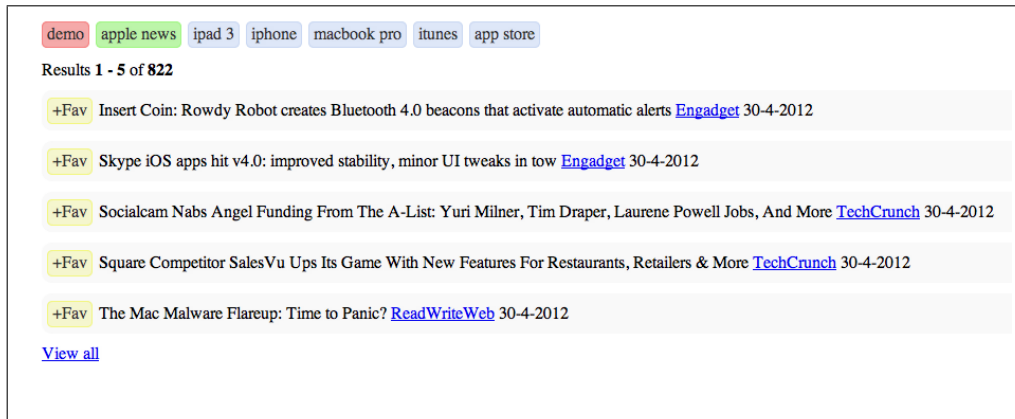 demo apple news ipad 3 iphone macbook pro itunes app store
Results 1 - 5 of 822
+Fav Insert Coin: Rowdy Robot creates Bluetooth 4.0 beacons that activate automatic alerts Engadget 30-4-2012
+Fav Skype iOS apps hit v4.0: improved stability, minor UI tweaks in tow Engadget 30-4-2012
+Fav Socialcam Nabs Angel Funding From The A-List: Yuri Milner, Tim Draper, Laurene Powell Jobs, And More TechCrunch 30-4-2012
+Fav Square Competitor SalesVu Ups Its Game With New Features For Restaurants, Retailers & More TechCrunch 30-4-2012
+Fav The Mac Malware Flareup: Time to Panic? ReadWriteWeb 30-4-2012
View all